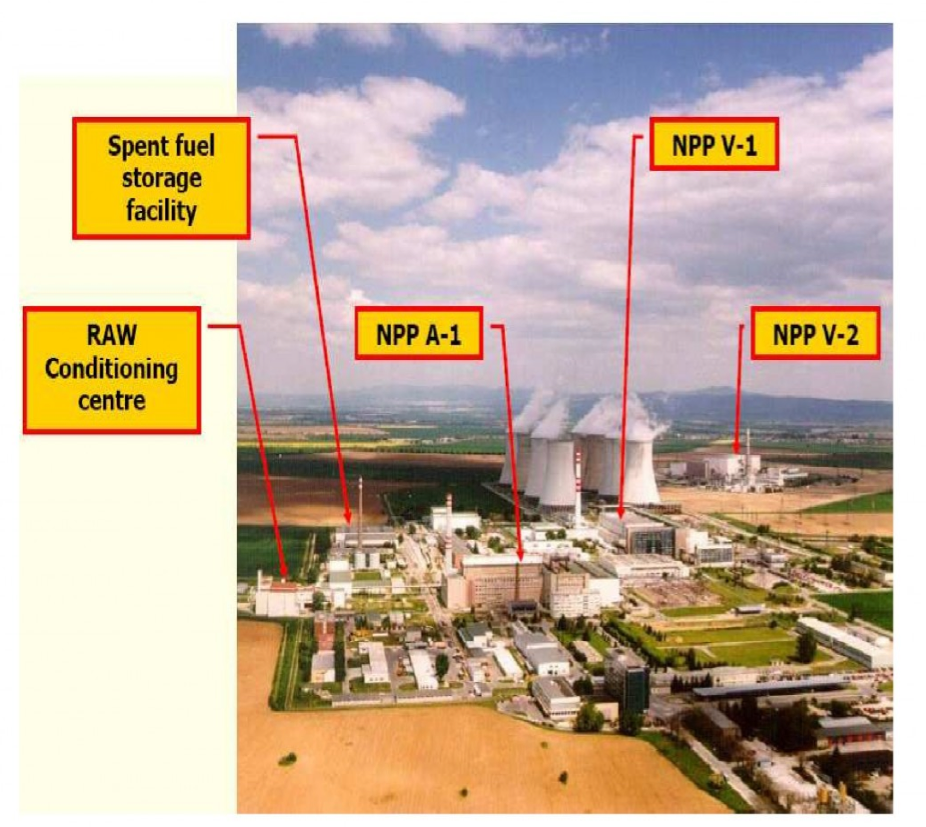 Spent fuel
storage
facility
NPP V-1
RAW
Conditioning
centre
NPP A-1
NPP V-2